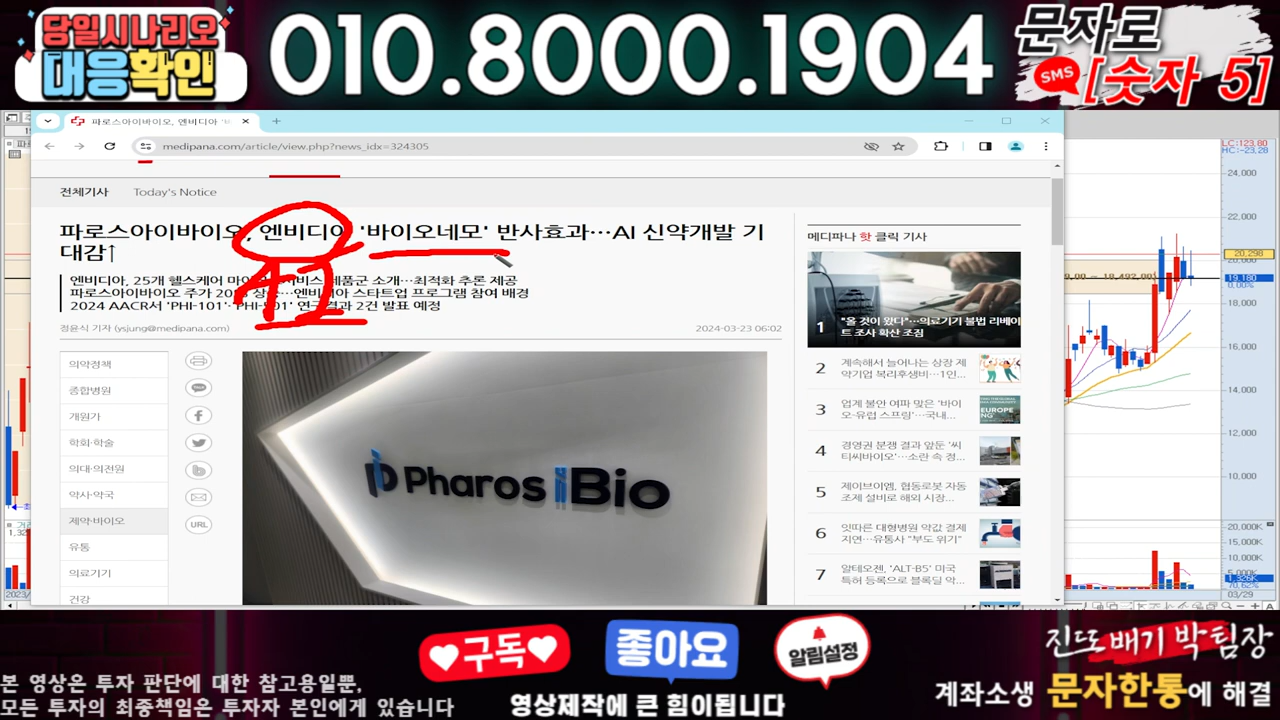 당일시나리오
대응확인
010.8000.1904
문자로
SMS
[숫자 5]
파로스아이바이오, 엔비디아 '바
medipana.com/article/view.php?news_idx=324305
전체기사
Today's Notice
파로스아이바이오, 엔비디아 '바이오네모' 반사효과…AI 신약개발 기
대감↑
엔비디아, 25개 헬스케어 제품군 소개…최적화 추론 제공
파로스아이바이오 주가 엔비디아 스타트업 프로그램 참여 배경
2024 AACR서 'PHI-101'· 연구결과 2건 발표 예정
정윤식 기자 (ysjung@medipana.com)
2024-03-23 06:02
의약정책
종합병원
개원가
학회·학술
의대·의전원
약사·약국
제약·바이오
유통
의료기기
건강
URL
Pharos iBio
메디파나 핫 클릭 기사
1 "올 것이 왔다"…의료기기 불법 리베이
트 조사 확산 조짐
2 계속해서 늘어나는 상장 제
약기업 복리후생비…1인...
3 업계 불안 여파 맞은 '바이
오-유럽 스프링'…국내...
4 경영권 분쟁 결과 앞둔 '씨
티씨바이오'…소란 속 정...
5 제이브이엠, 협동로봇 자동
조제 설비로 해외 시장...
6 잇따른 대형병원 약값 결제
지연…유통사 "부도 위기"
7 알테오젠, 'ALT-B5' 미국
특허 등록으로 블록딜 악...
LC:123.80
HC:-23.28
24,000
22,000
20,298
20,000
19,180
0.00%
18,000
16,000
14,000
12,000
10,000
20,000K
15,000K
10,000K
5,000K
1,326K
70.62%
03/29
구독
좋아요
알림설정
영상제작에 큰 힘이됩니다
본 영상은 투자 판단에 대한 참고용일뿐,
모든 투자의 최종책임은 투자자 본인에게 있습니다
진또배기 박팀장
계좌소생 문자한통에 해결